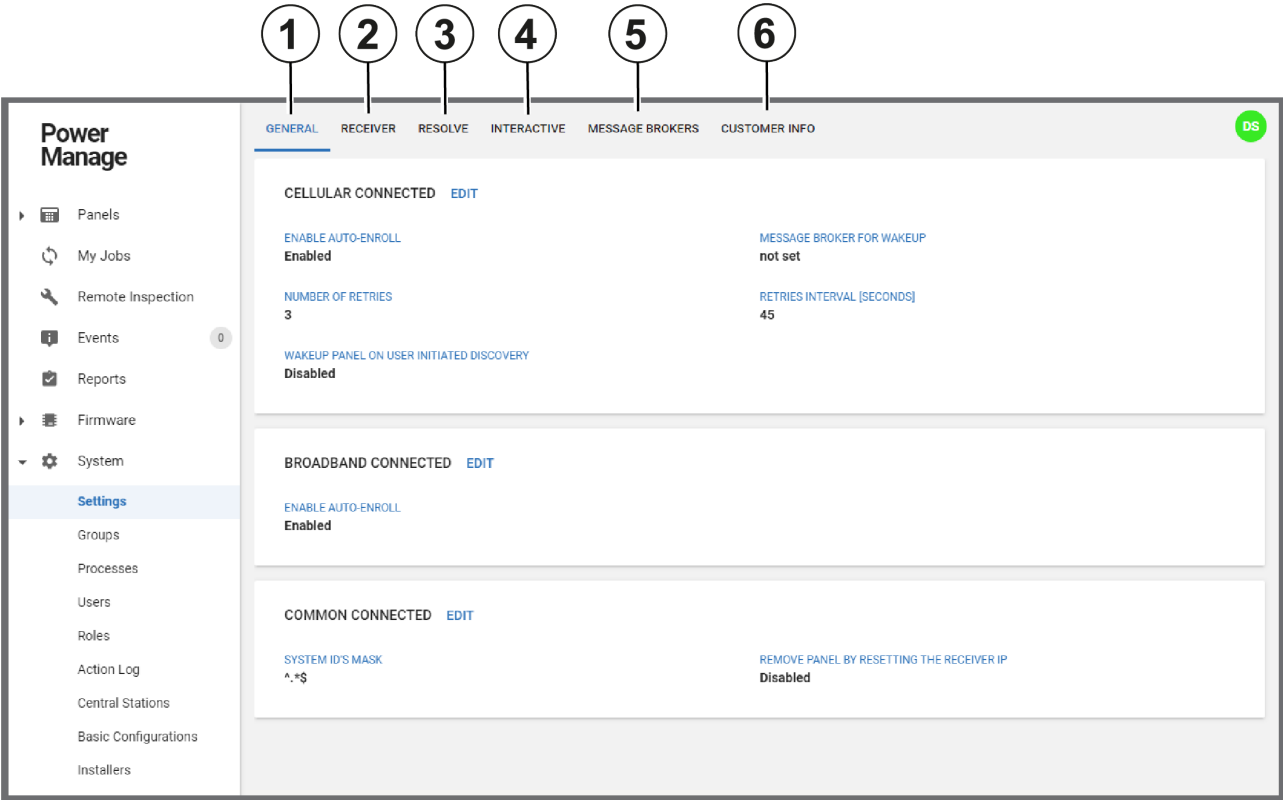 1 2 3 4 5 6
Power
Manage
Panels
My Jobs
Remote Inspection
Events 0
Reports
Firmware
System
Settings
Groups
Processes
Users
Roles
Action Log
Central Stations
Basic Configurations
Installers
GENERAL RECEIVER RESOLVE INTERACTIVE MESSAGE BROKERS CUSTOMER INFO
DS
CELLULAR CONNECTED EDIT
ENABLE AUTO-ENROLL
Enabled
MESSAGE BROKER FOR WAKEUP
not set
NUMBER OF RETRIES
3
RETRIES INTERVAL [SECONDS]
45
WAKEUP PANEL ON USER INITIATED DISCOVERY
Disabled
BROADBAND CONNECTED EDIT
ENABLE AUTO-ENROLL
Enabled
COMMON CONNECTED EDIT
SYSTEM ID'S MASK
^.*$
REMOVE PANEL BY RESETTING THE RECEIVER IP
Disabled